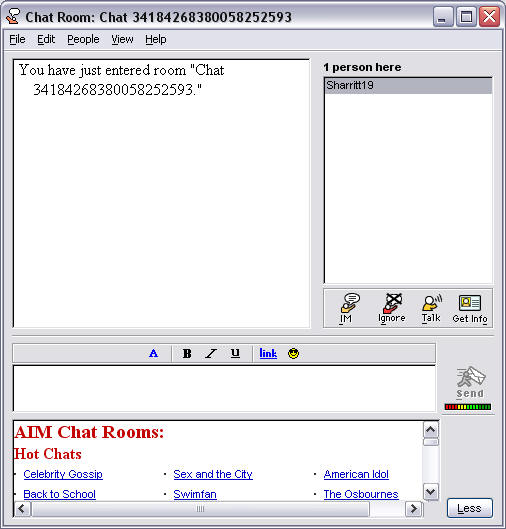 Chat Room: Chat 34184268380058252593
File Edit People View Help
You have just entered room "Chat
34184268380058252593."
1 person here
Sharritt19
IM Ignore Talk Get Info
A B I U link
Send
AIM Chat Rooms:
Hot Chats
· Celebrity Gossip · Sex and the City · American Idol
· Back to School · Swimfan · The Osbournes
Less